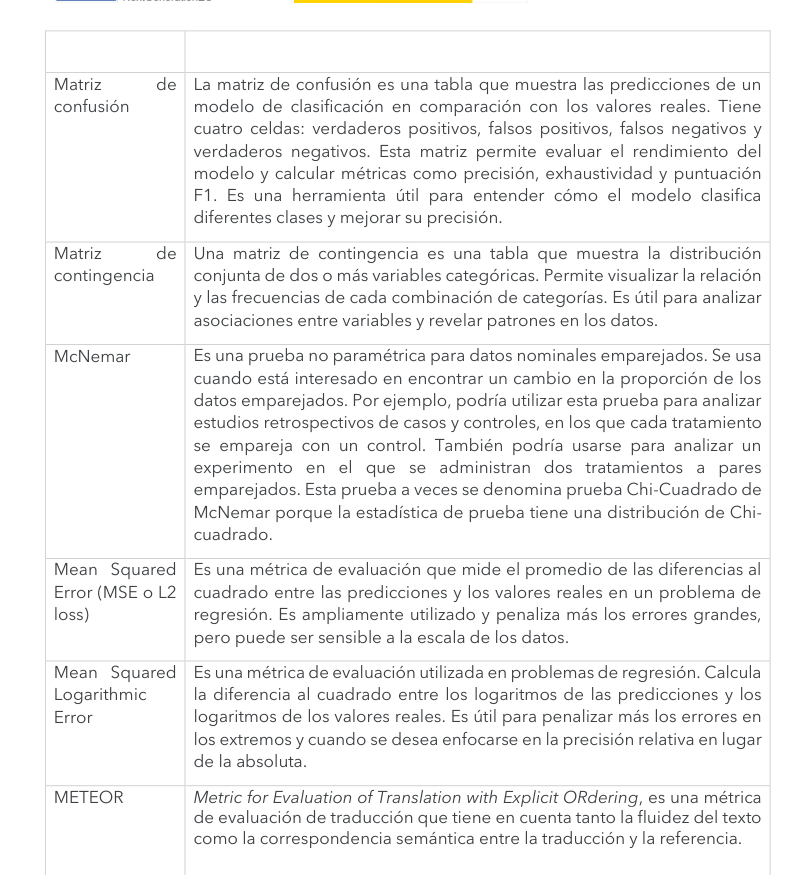 Matriz de
confusión
La matriz de confusión es una tabla que muestra las predicciones de un
modelo de clasificación en comparación con los valores reales. Tiene
cuatro celdas: verdaderos positivos, falsos positivos, falsos negativos y
verdaderos negativos. Esta matriz permite evaluar el rendimiento del
modelo y calcular métricas como precisión, exhaustividad y puntuación
F1. Es una herramienta útil para entender cómo el modelo clasifica
diferentes clases y mejorar su precisión.
Matriz de
contingencia
Una matriz de contingencia es una tabla que muestra la distribución
conjunta de dos o más variables categóricas. Permite visualizar la relación
y las frecuencias de cada combinación de categorías. Es útil para analizar
asociaciones entre variables y revelar patrones en los datos.
McNemar
Es una prueba no paramétrica para datos nominales emparejados. Se usa
cuando está interesado en encontrar un cambio en la proporción de los
datos emparejados. Por ejemplo, podría utilizar esta prueba para analizar
estudios retrospectivos de casos y controles, en los que cada tratamiento
se empareja con un control. También podría usarse para analizar un
experimento en el que se administran dos tratamientos a pares
emparejados. Esta prueba a veces se denomina prueba Chi-Cuadrado de
McNemar porque la estadística de prueba tiene una distribución de Chi-
cuadrado.
Mean Squared
Error (MSE o L2
loss)
Es una métrica de evaluación que mide el promedio de las diferencias al
cuadrado entre las predicciones y los valores reales en un problema de
regresión. Es ampliamente utilizado y penaliza más los errores grandes,
pero puede ser sensible a la escala de los datos.
Mean Squared
Logarithmic
Error
Es una métrica de evaluación utilizada en problemas de regresión. Calcula
la diferencia al cuadrado entre los logaritmos de las predicciones y los
logaritmos de los valores reales. Es útil para penalizar más los errores en
los extremos y cuando se desea enfocarse en la precisión relativa en lugar
de la absoluta.
METEOR
Metric for Evaluation of Translation with Explicit ORdering, es una métrica
de evaluación de traducción que tiene en cuenta tanto la fluidez del texto
como la correspondencia semántica entre la traducción y la referencia.